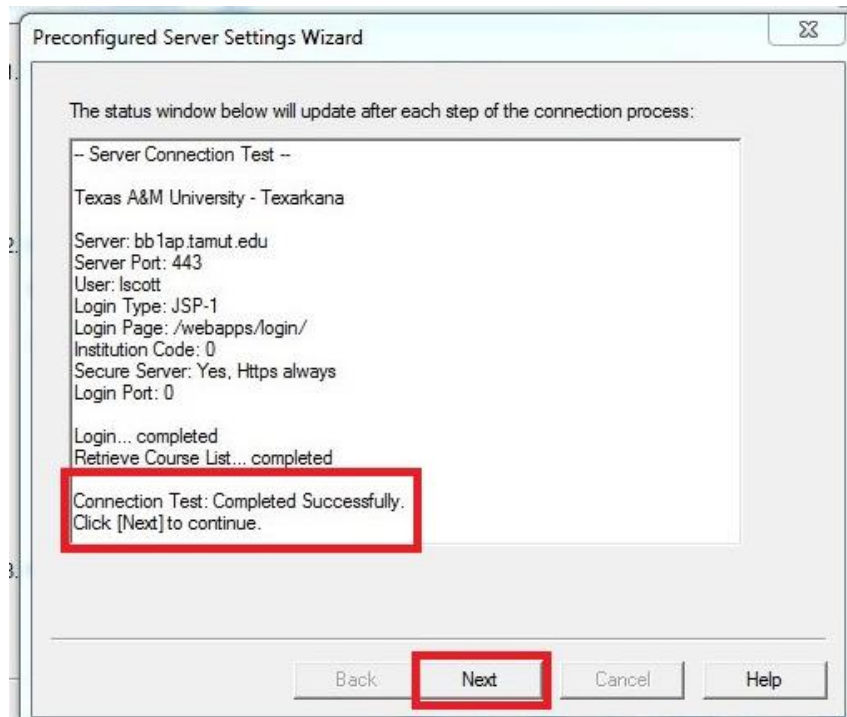 Preconfigured Server Settings Wizard
1.
The status window below will update after each step of the connection process:
-- Server Connection Test --
Texas A&M University - Texarkana
2.
Server: bb1ap.tamut.edu
Server Port: 443
User: lscott
Login Type: JSP-1
Login Page: /webapps/login/
Institution Code: 0
Secure Server: Yes, Https always
Login Port: 0
Login... completed
Retrieve Course List... completed
Connection Test: Completed Successfully.
Click [Next] to continue.
3.
Back Next Cancel Help